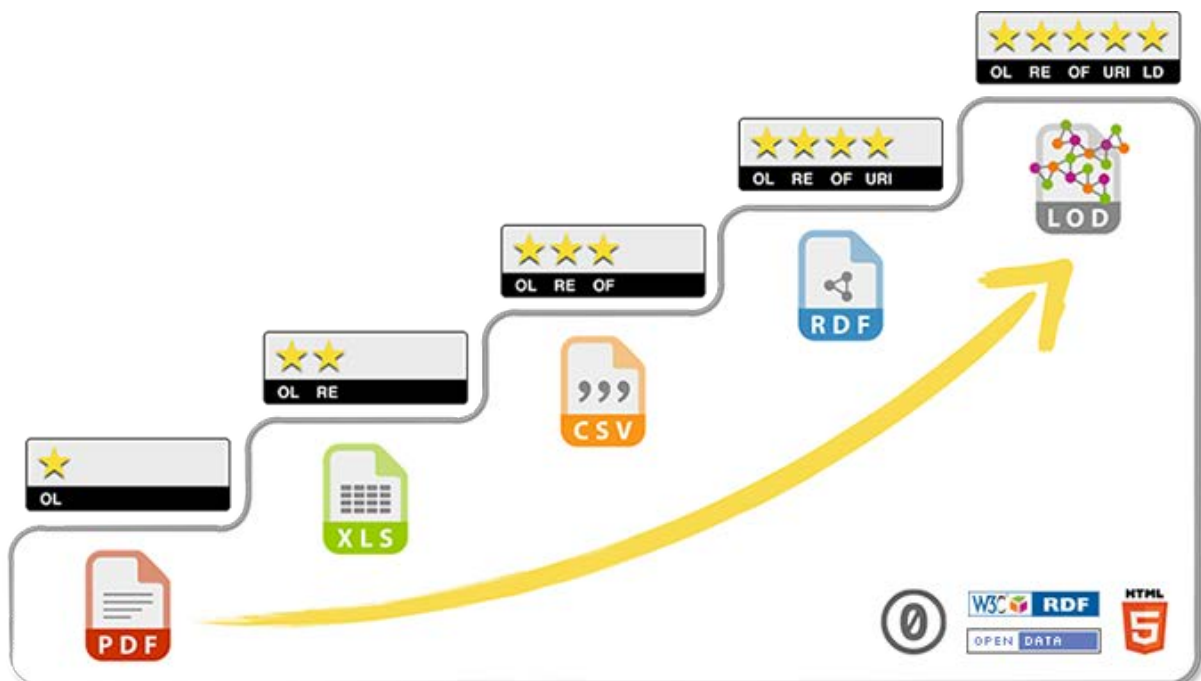 OL RE OF URI LD
LOD
OL RE OF URI
RDF
OL RE OF
CSV
OL RE
XLS
OL
PDF
0
W3C RDF
OPEN DATA
HTML
5